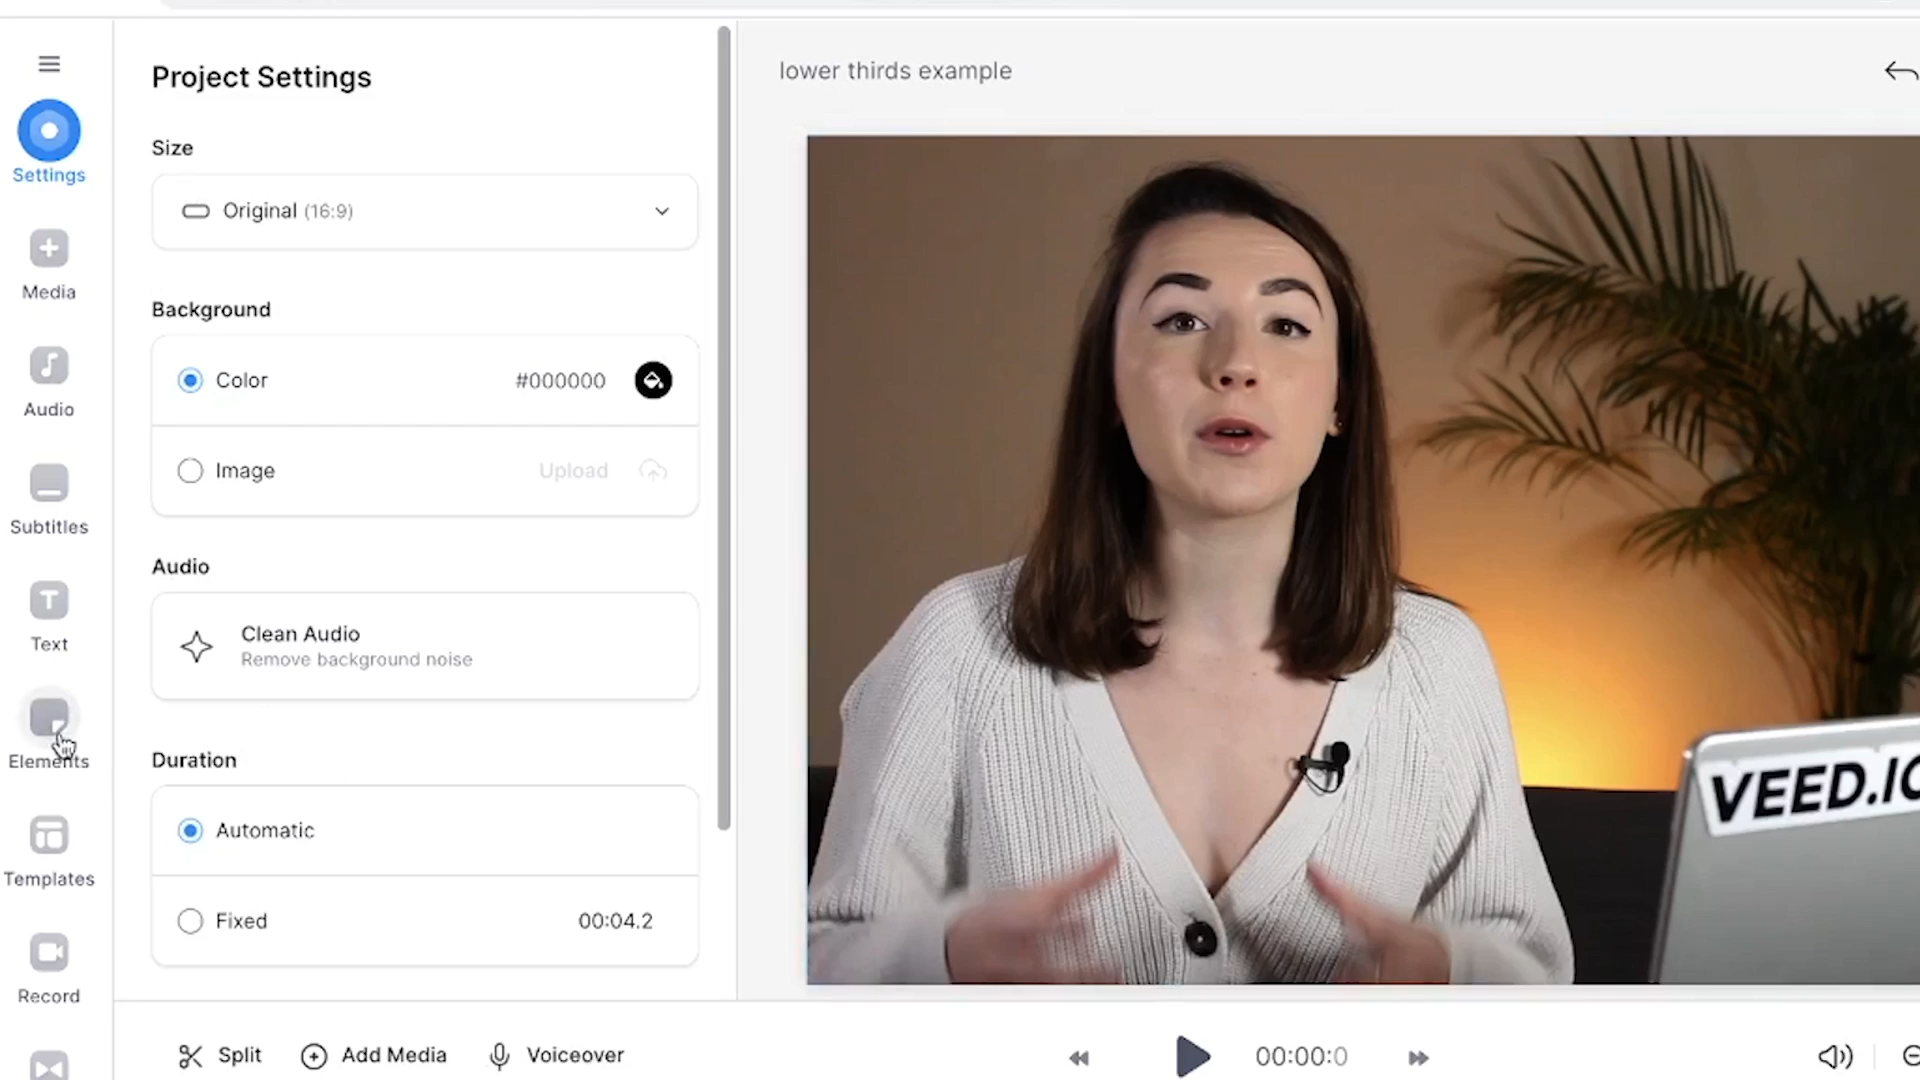 Project Settings
lower thirds example
Settings
Size
Original (16:9)
Media
Background
Color #000000
Audio
Image Upload
Subtitles
Audio
Clean Audio
Remove background noise
Text
Elements
Duration
Automatic
VEED.IO
Templates
Fixed 00:04.2
Record
Split Add Media Voiceover 00:00:0